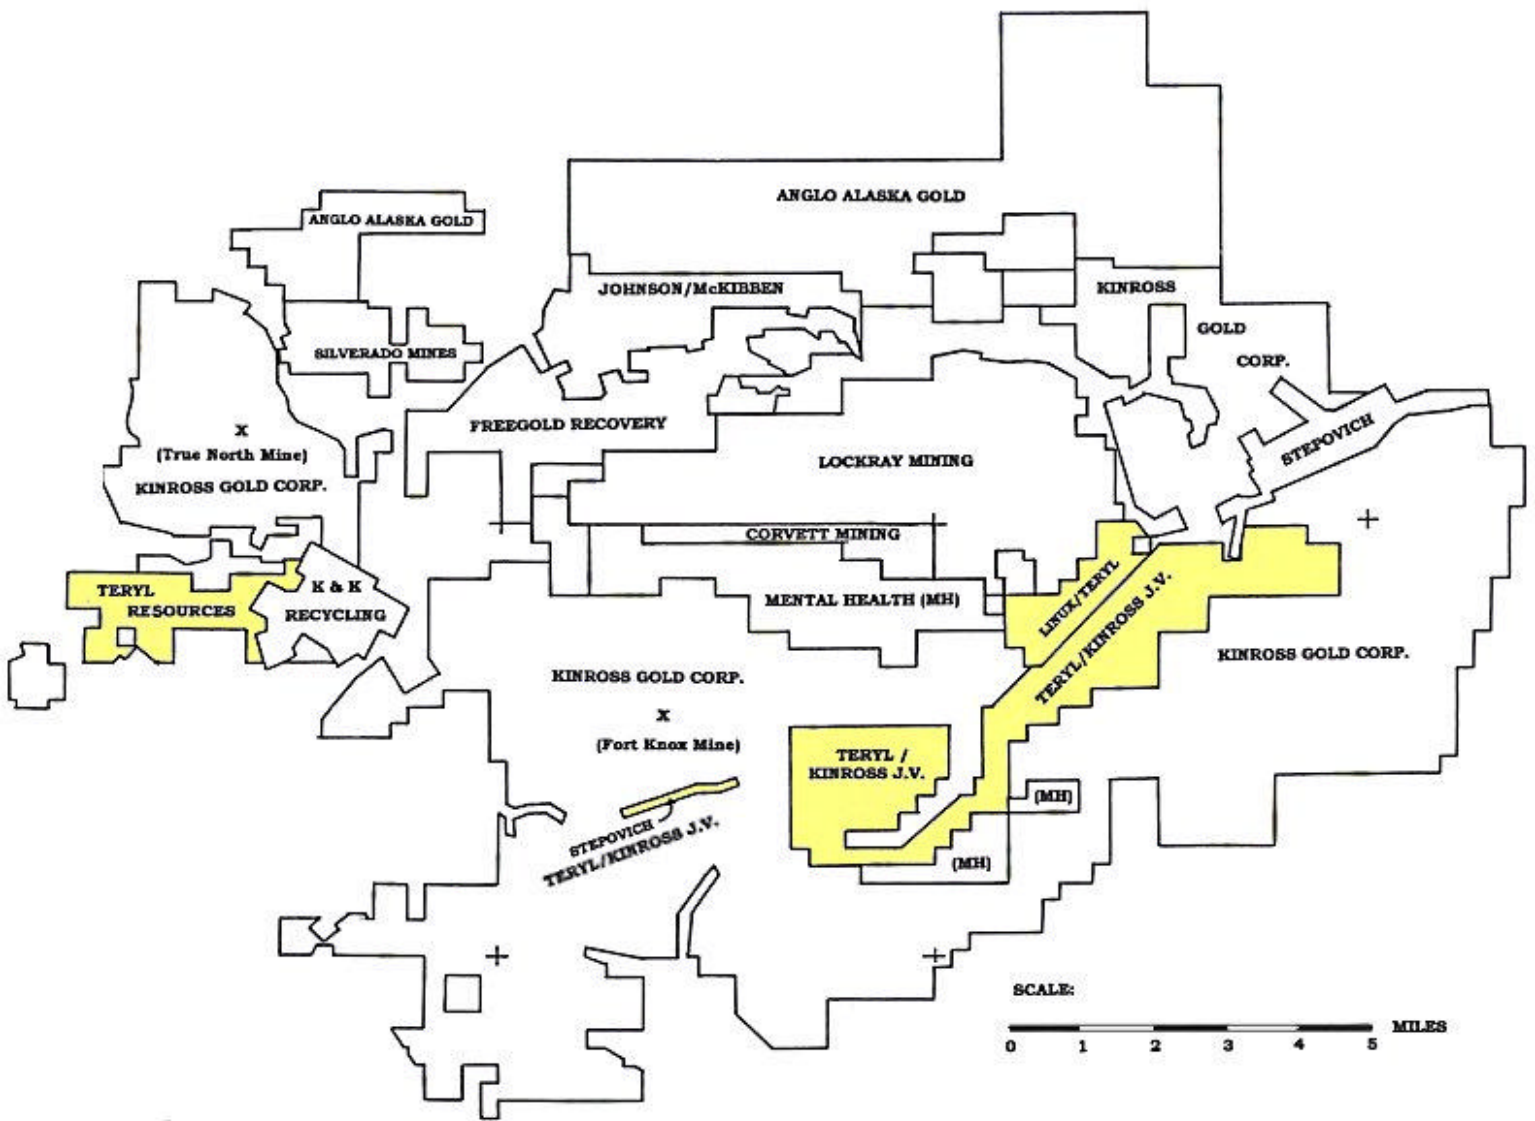 ANGLO ALASKA GOLD
ANGLO ALASKA GOLD
JOHNSON/McKIBBEN
KINROSS
GOLD
CORP.
SILVERADO MINES
FREEGOLD RECOVERY
STEPOVICH
X
(True North Mine)
KINROSS GOLD CORP.
LOCKRAY MINING
CORVETT MINING
TERYL
RESOURCES
K & K
RECYCLING
MENTAL HEALTH (MH)
LINUX/TERYL
TERYL/KINROSS J.V.
KINROSS GOLD CORP.
KINROSS GOLD CORP.
X
(Fort Knox Mine)
TERYL /
KINROSS J.V.
(MH)
STEPOVICH
TERYL/KINROSS J.V.
(MH)
SCALE:
MILES
0 1 2 3 4 5